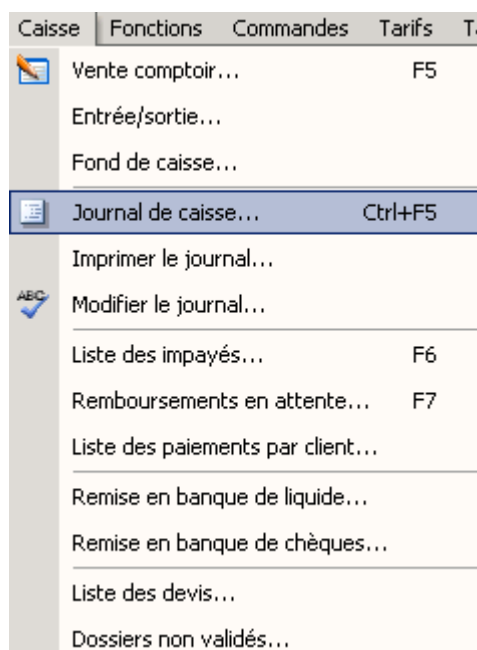 Caisse Fonctions Commandes Tarifs
Vente comptoir... F5
Entrée/sortie...
Fond de caisse...
Journal de caisse... Ctrl+F5
Imprimer le journal...
ABC
Modifier le journal...
Liste des impayés... F6
Remboursements en attente... F7
Liste des paiements par client...
Remise en banque de liquide...
Remise en banque de chèques...
Liste des devis...
Dossiers non validés...